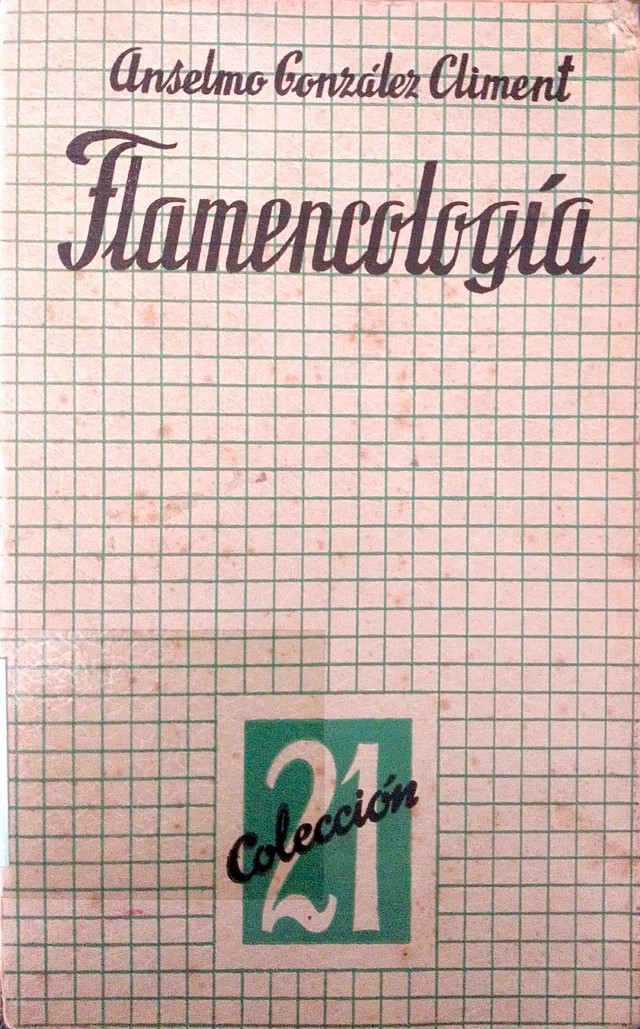 Anselmo González Climent
Flamencología
21
Colección